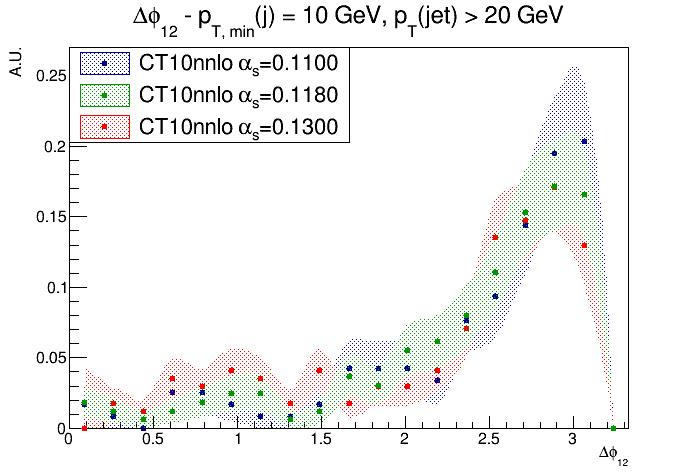 Δϕ12 - pT, min(j) = 10 GeV, pT(jet) > 20 GeV
A.U.
CT10nnlo αs=0.1100
CT10nnlo αs=0.1180
CT10nnlo αs=0.1300
0.25
0.2
0.15
0.1
0.05
0
0 0.5 1 1.5 2 2.5 3
Δϕ12